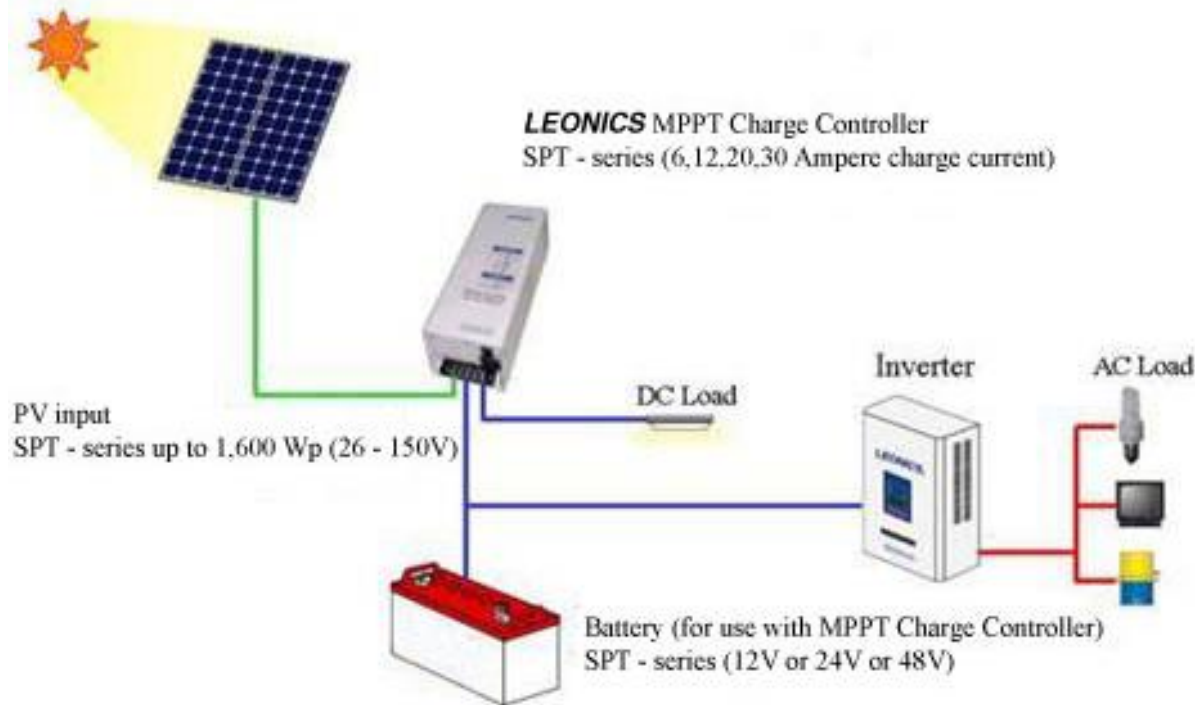 LEONICS MPPT Charge Controller
SPT - series (6,12,20,30 Ampere charge current)
Inverter
AC Load
DC Load
PV input
SPT - series up to 1,600 Wp (26 - 150V)
LEONICS
Battery (for use with MPPT Charge Controller)
SPT - series (12V or 24V or 48V)